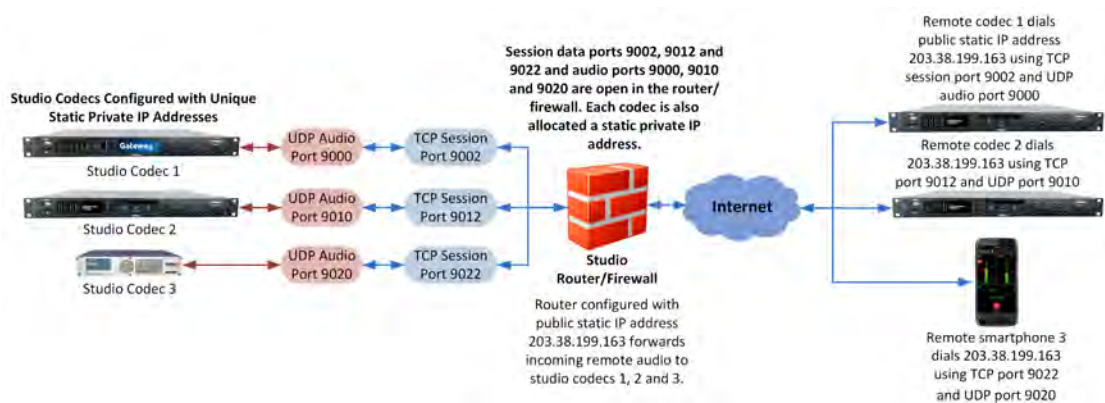 Studio Codecs Configured with Unique
Static Private IP Addresses
Gateway
Studio Codec 1
Studio Codec 2
Studio Codec 3
UDP Audio
Port 9000
TCP Session
Port 9002
UDP Audio
Port 9010
TCP Session
Port 9012
UDP Audio
Port 9020
TCP Session
Port 9022
Session data ports 9002, 9012 and
9022 and audio ports 9000, 9010
and 9020 are open in the router/
firewall. Each codec is also
allocated a static private IP
address.
Studio
Router/Firewall
Router configured with
public static IP address
203.38.199.163 forwards
incoming remote audio to
studio codecs 1, 2 and 3.
Internet
Remote codec 1 dials
public static IP address
203.38.199.163 using TCP
session port 9002 and UDP
audio port 9000
Remote codec 2 dials
203.38.199.163 using TCP
port 9012 and UDP port 9010
Remote smartphone 3
dials 203.38.199.163
using TCP port 9022
and UDP port 9020